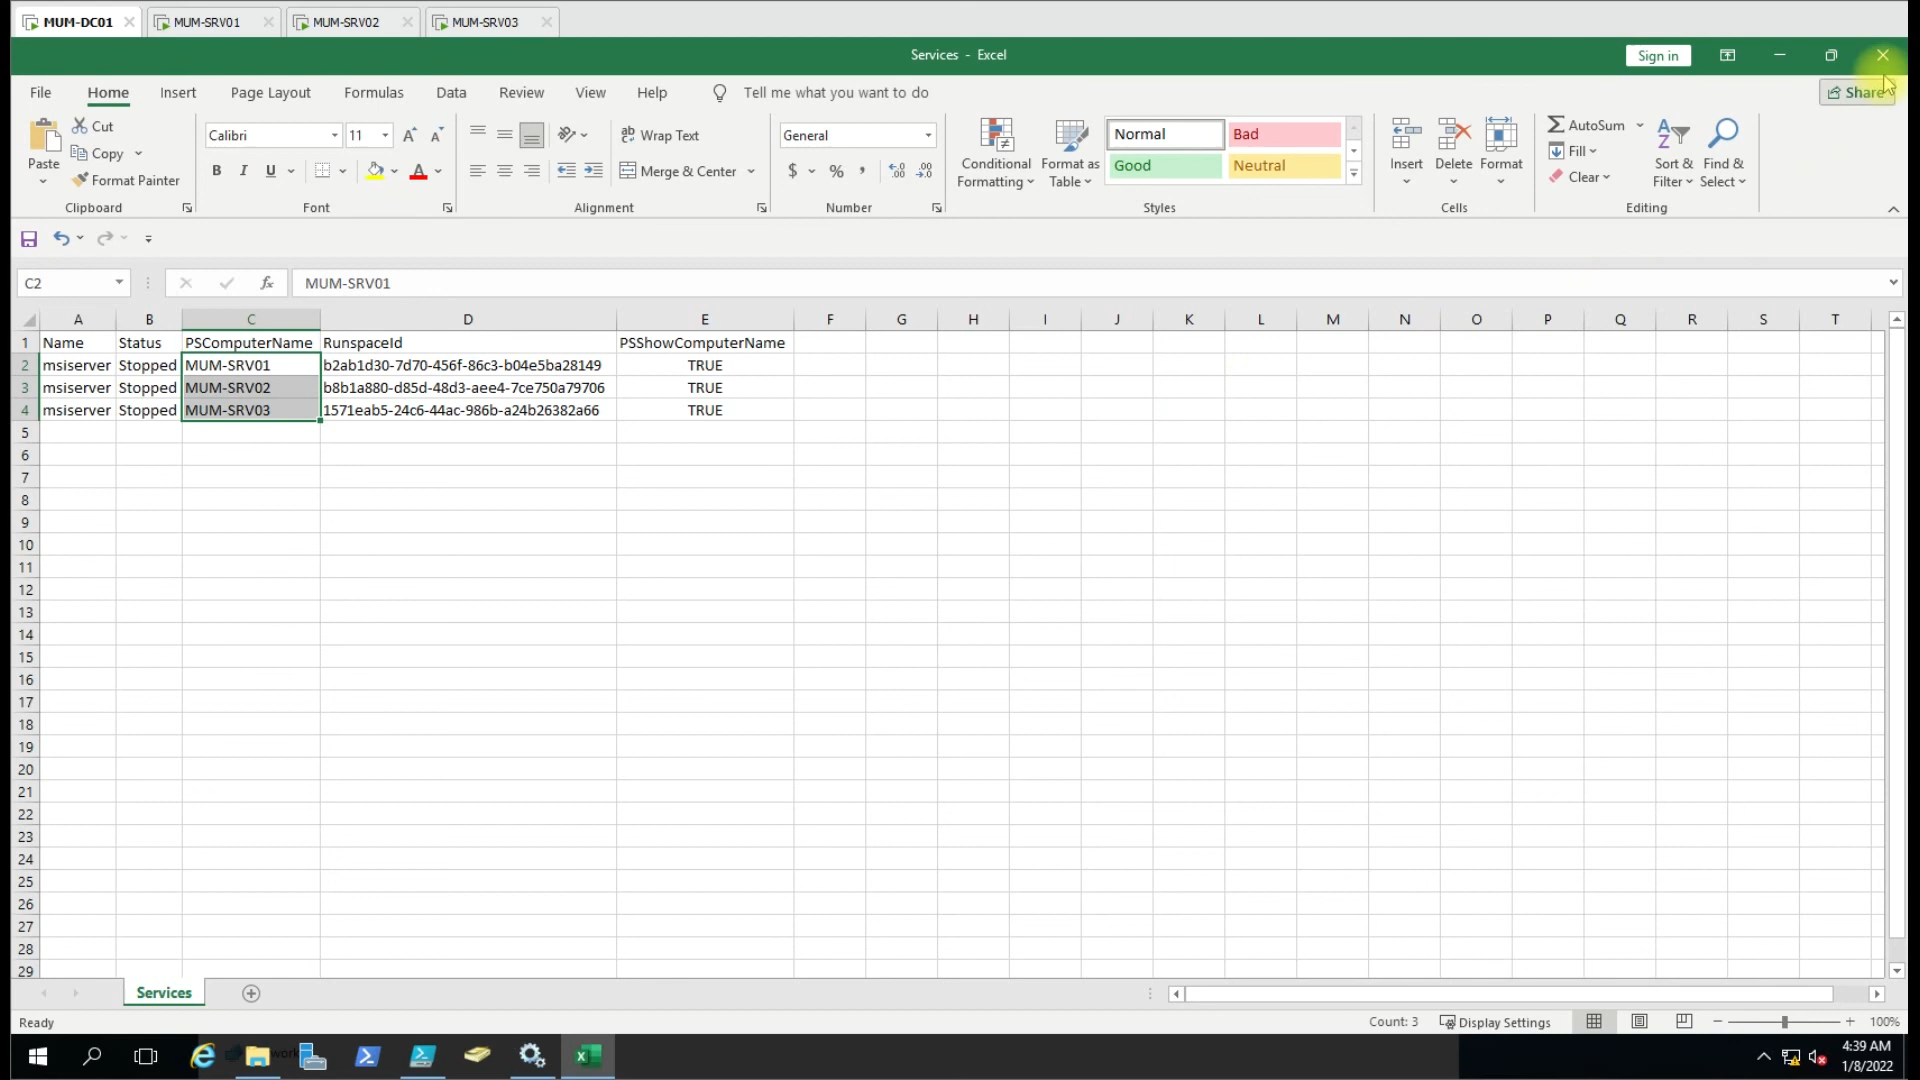 MUM-DC01 MUM-SRV01 MUM-SRV02 MUM-SRV03
Services - Excel Sign in
File Home Insert Page Layout Formulas Data Review View Help Tell me what you want to do Share
Paste Cut Copy Format Painter Clipboard
Calibri 11 B I U A Font
Wrap Text Merge & Center Alignment
General $ % , Number
Conditional Formatting Format as Table Normal Bad Good Neutral Styles
Insert Delete Format Cells
AutoSum Fill Clear Sort & Filter Find & Select Editing
C2 fx MUM-SRV01
A B C D E F G H I J K L M N O P Q R S T
1 Name Status PSComputerName RunspaceId PSShowComputerName
2 msiserver Stopped MUM-SRV01 b2ab1d30-7d70-456f-86c3-b04e5ba28149 TRUE
3 msiserver Stopped MUM-SRV02 b8b1a880-d85d-48d3-aee4-7ce750a79706 TRUE
4 msiserver Stopped MUM-SRV03 1571eab5-24c6-44ac-986b-a24b26382a66 TRUE
5
6
7
8
9
10
11
12
13
14
15
16
17
18
19
20
21
22
23
24
25
26
27
28
29
Services
Ready Count: 3 Display Settings 100%
4:39 AM
1/8/2022